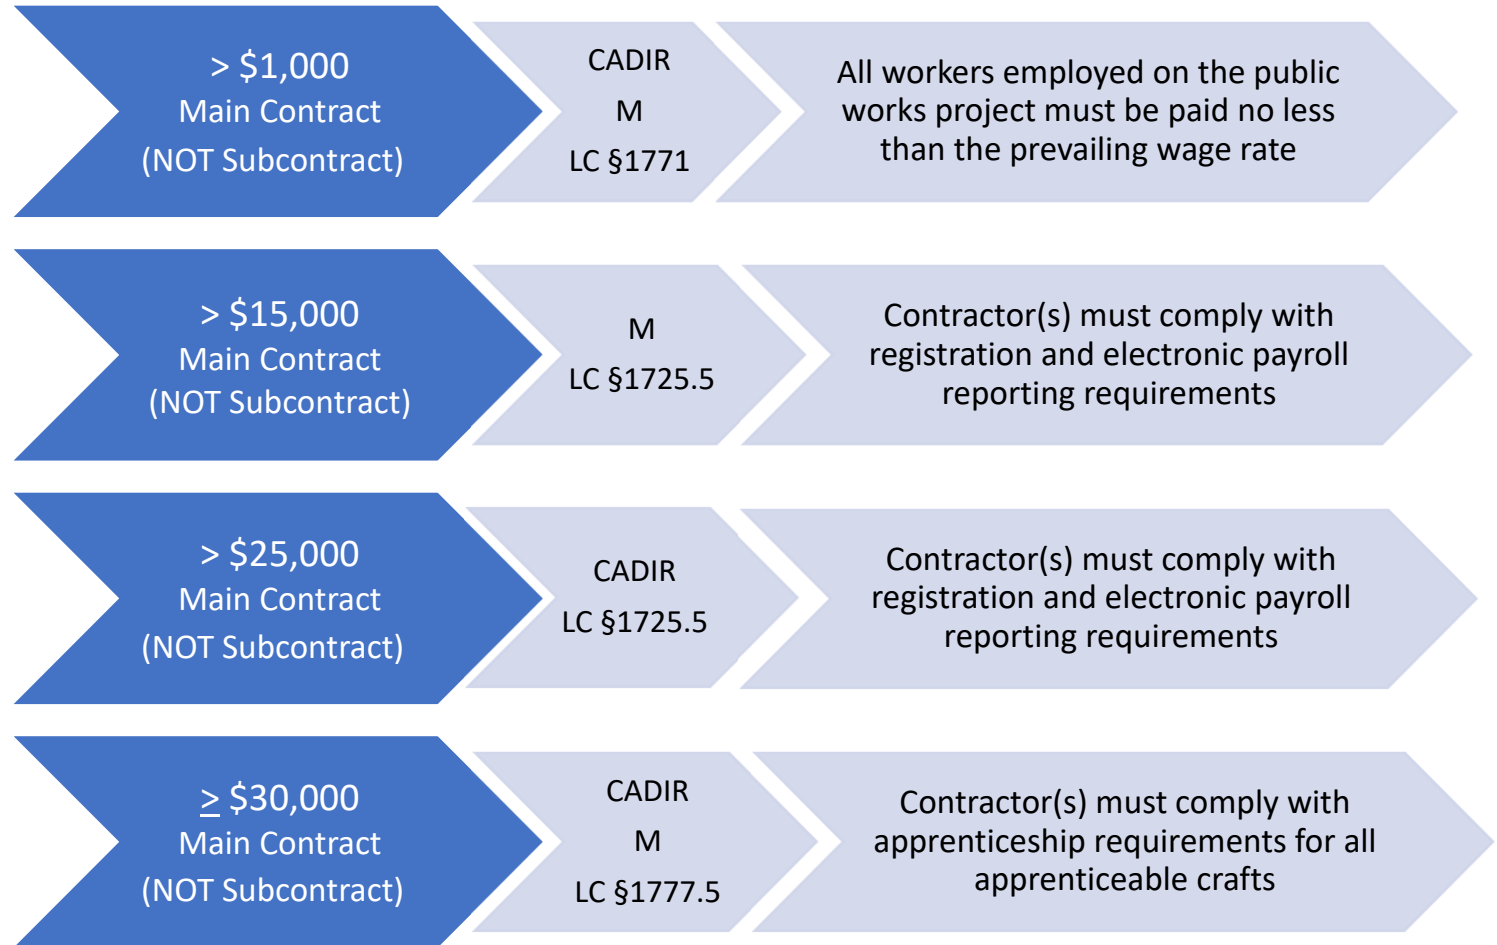 > $1,000
Main Contract
(NOT Subcontract)
CADIR
M
LC §1771
All workers employed on the public
works project must be paid no less
than the prevailing wage rate
> $15,000
Main Contract
(NOT Subcontract)
M
LC §1725.5
Contractor(s) must comply with
registration and electronic payroll
reporting requirements
> $25,000
Main Contract
(NOT Subcontract)
CADIR
LC §1725.5
Contractor(s) must comply with
registration and electronic payroll
reporting requirements
≥ $30,000
Main Contract
(NOT Subcontract)
CADIR
M
LC §1777.5
Contractor(s) must comply with
apprenticeship requirements for all
apprenticeable crafts